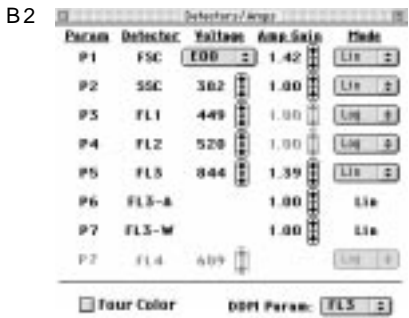 B2
Detectors/Amps
Param Detector Voltage Amp Gain Mode
P1 FSC E00 1.42 Lin
P2 SSC 302 1.00 Lin
P3 FL1 449 1.00 Log
P4 FL2 520 1.00 Log
P5 FL3 844 1.39 Lin
P6 FL3-A 1.00 Lin
P7 FL3-W 1.00 Lin
P7 FL4 609
Four Color DDM Param: FL3